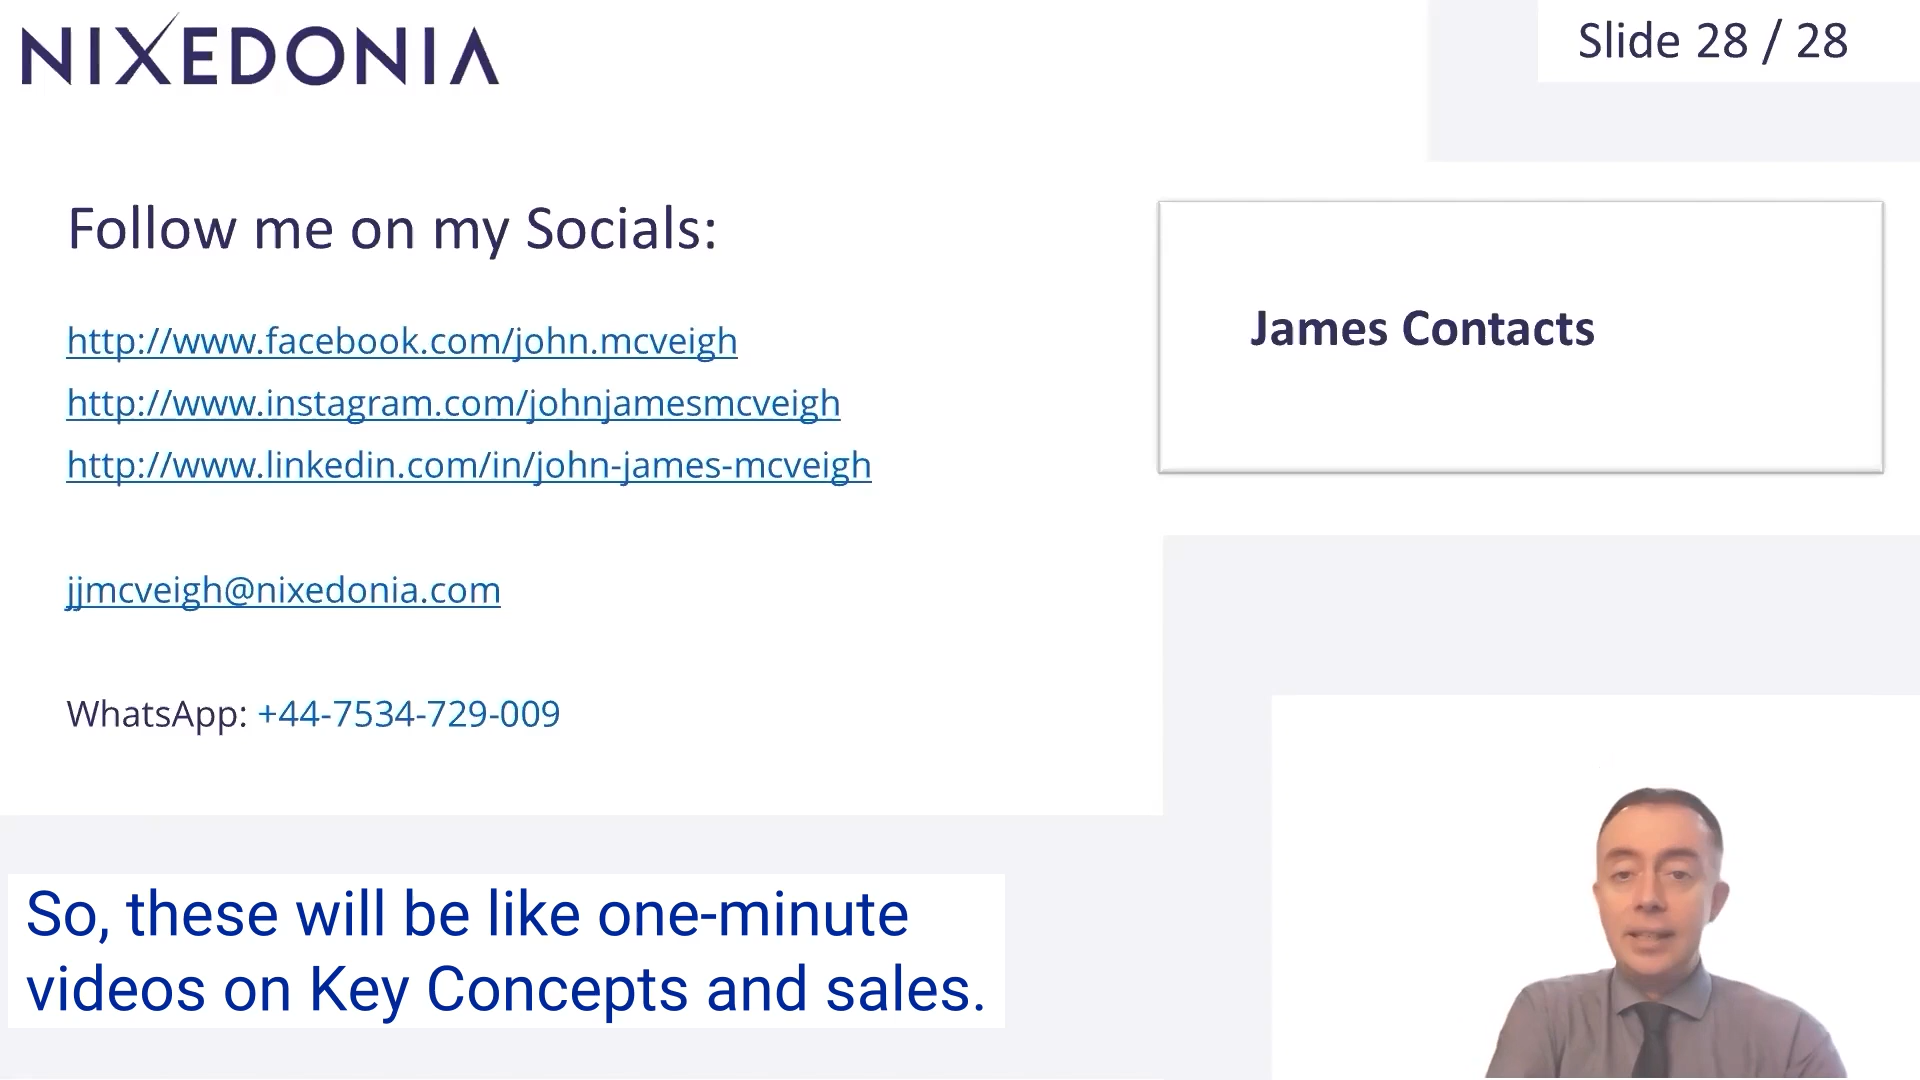 NIXEDONIA
Slide 28 / 28
Follow me on my Socials:
http://www.facebook.com/john.mcveigh
http://www.instagram.com/johnjamesmcveigh
http://www.linkedin.com/in/john-james-mcveigh
jjmcveigh@nixedonia.com
WhatsApp: +44-7534-729-009
James Contacts
So, these will be like one-minute
videos on Key Concepts and sales.